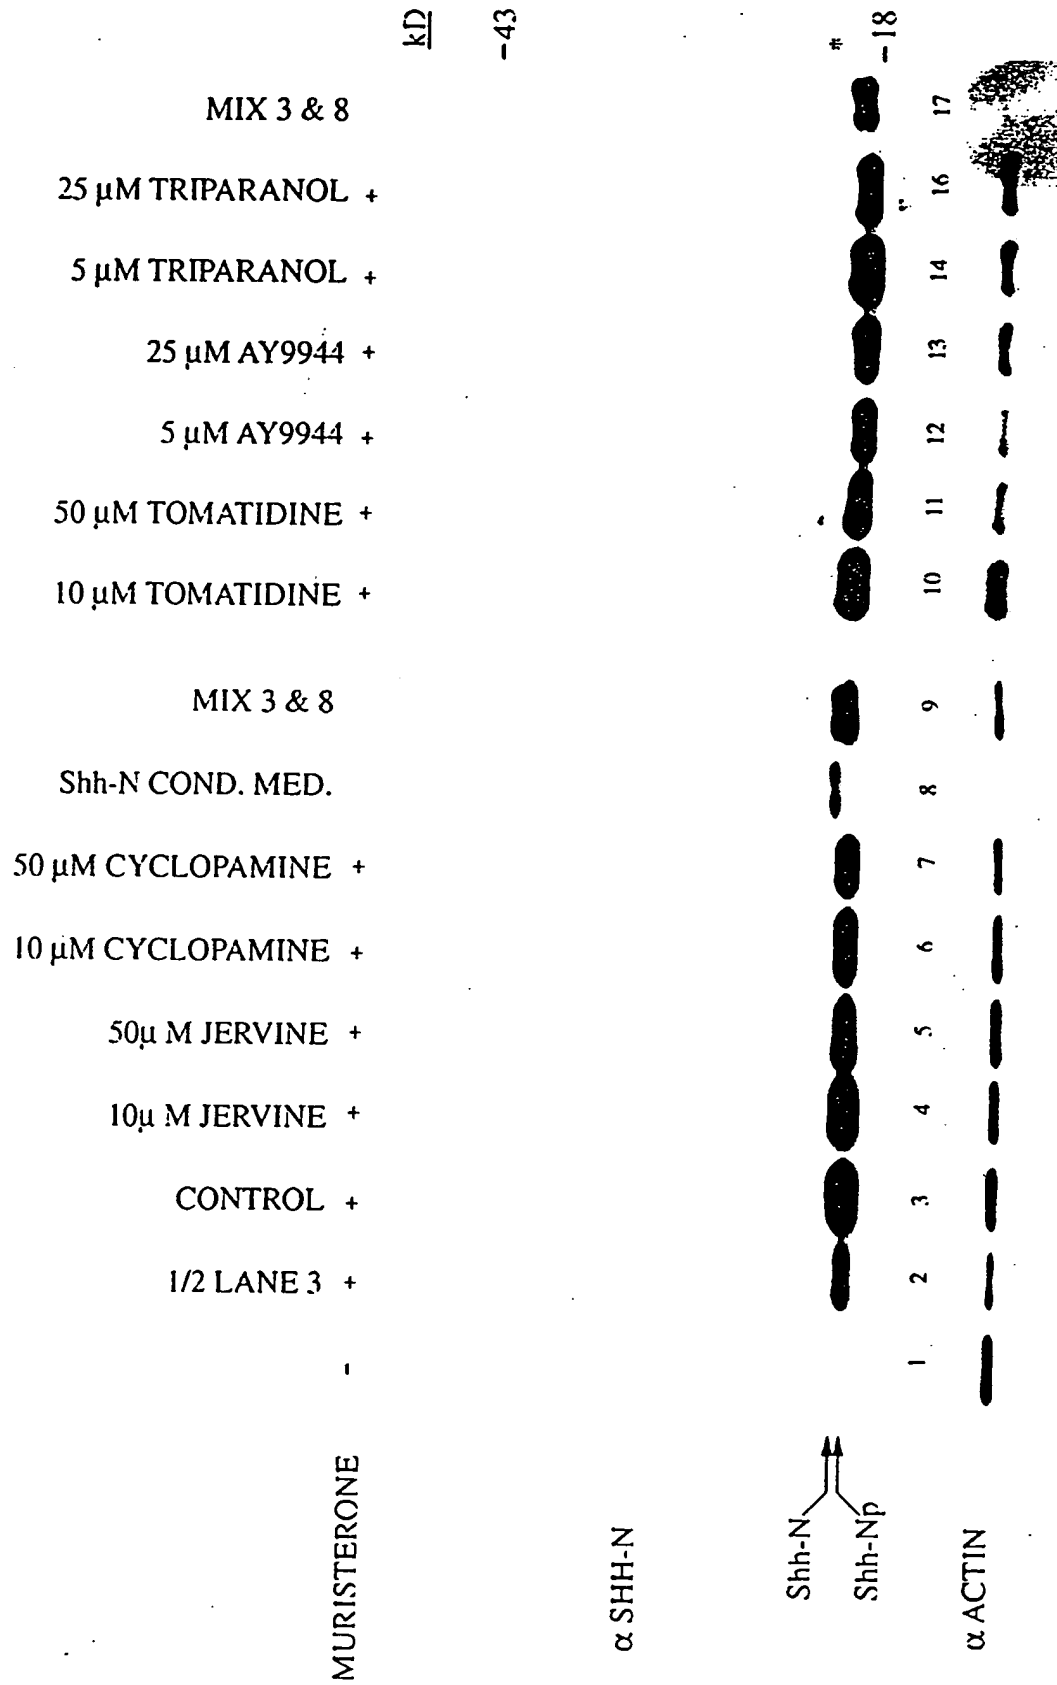 kD
-43
*
-18
MIX 3 & 8
17
25 µM TRIPARANOL +
16
5 µM TRIPARANOL +
14
25 µM AY9944 +
13
5 µM AY9944 +
12
50 µM TOMATIDINE +
11
10 µM TOMATIDINE +
10
MIX 3 & 8
9
Shh-N COND. MED.
8
50 µM CYCLOPAMINE +
7
10 µM CYCLOPAMINE +
6
50µ M JERVINE +
5
10µ M JERVINE +
4
CONTROL +
3
1/2 LANE 3 +
2
-
1
MURISTERONE
α SHH-N
Shh-N
Shh-Np
α ACTIN